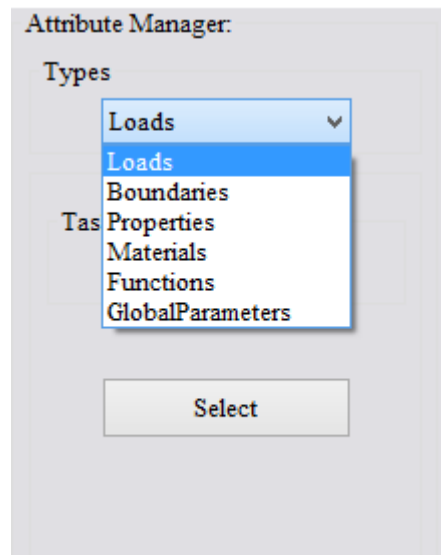 Attribute Manager:
Types
Loads
Loads
Boundaries
Tas Properties
Materials
Functions
GlobalParameters
Select